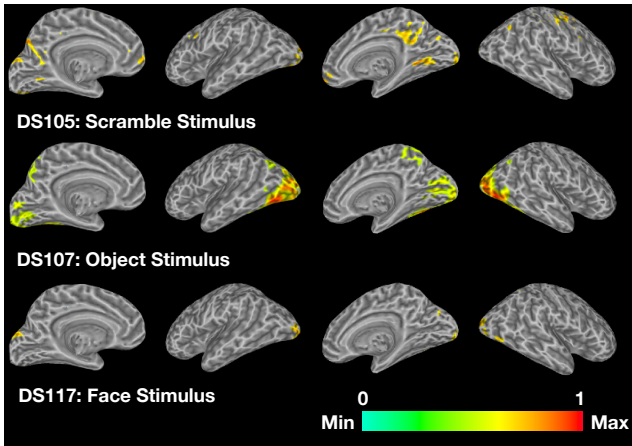 DS105: Scramble Stimulus
DS107: Object Stimulus
DS117: Face Stimulus
0 1
Min Max